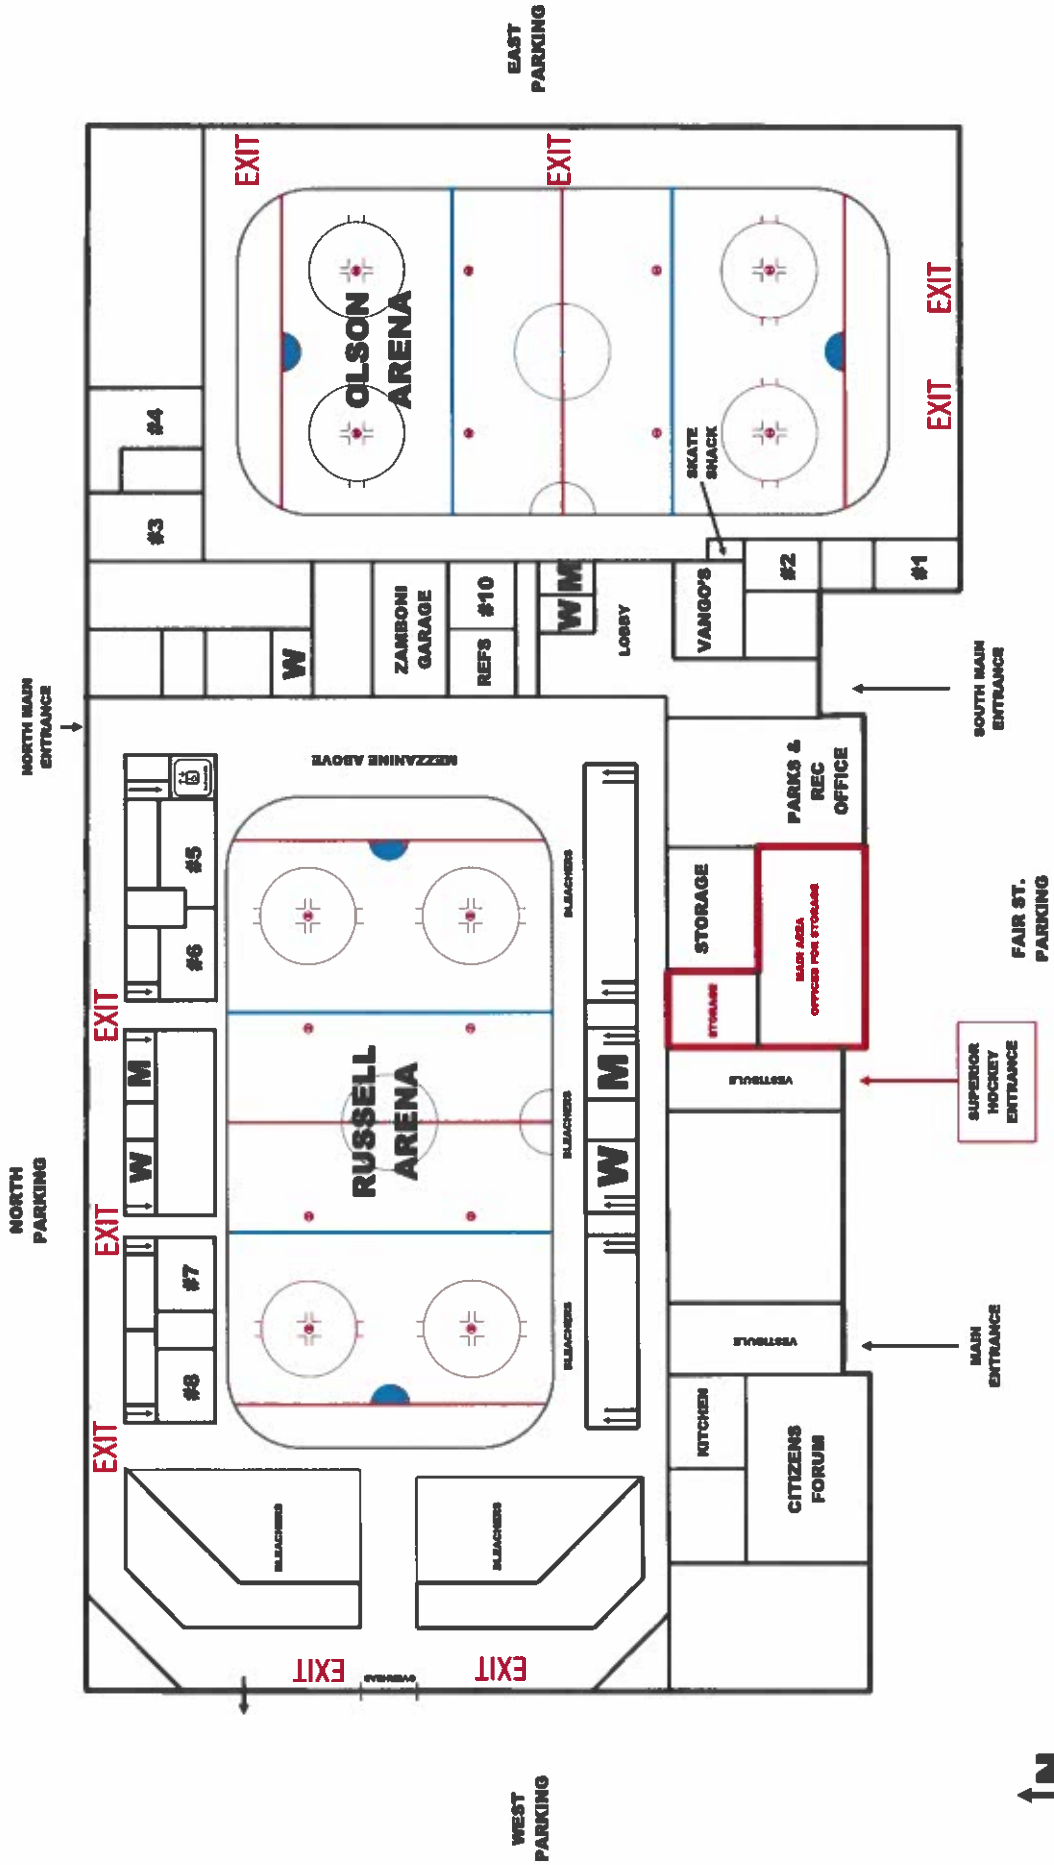 EAST
PARKING
EXIT
EXIT
OLSON
ARENA
EXIT
EXIT
#4
#3
SKATE
SHACK
#2
#1
VANGO'S
ZAMBONI
GARAGE
#10
REFS
W
M
W
LOBBY
NORTH MAIN
ENTRANCE
SOUTH MAIN
ENTRANCE
MEZZANINE ABOVE
PARKS &
REC
OFFICE
#5
#6
BLEACHERS
STORAGE
MAIN AREA
OFFICES FOR STORAGE
STORAGE
FAIR ST.
PARKING
EXIT
M
W
RUSSELL
ARENA
BLEACHERS
M
W
VESTIBULE
SUPERIOR
HOCKEY
ENTRANCE
NORTH
PARKING
EXIT
#7
#8
BLEACHERS
VESTIBULE
MAIN
ENTRANCE
EXIT
KITCHEN
CITIZENS
FORUM
BLEACHERS
BLEACHERS
EXIT
OVERHEAD
EXIT
WEST
PARKING
N